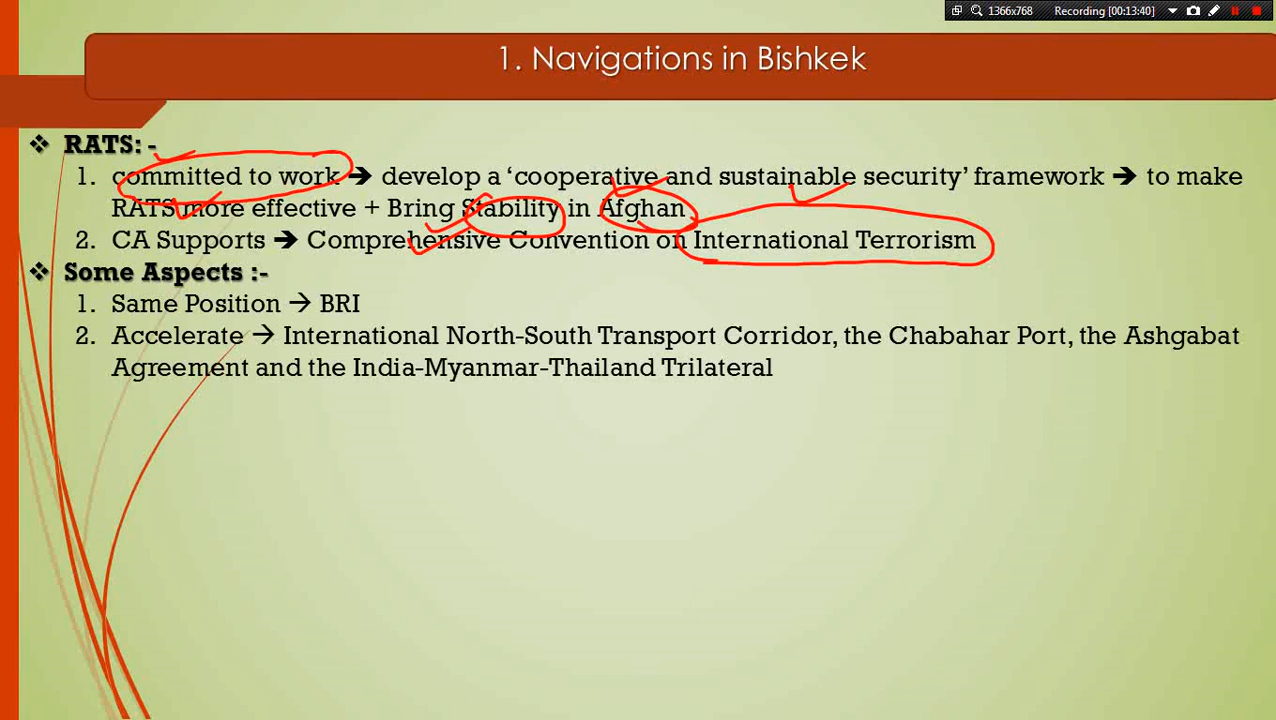 1366x768 Recording [00:13:40]
1. Navigations in Bishkek
❖ RATS: -
1. committed to work ➔ develop a ‘cooperative and sustainable security’ framework ➔ to make
RATS more effective + Bring Stability in Afghan
2. CA Supports ➔ Comprehensive Convention on International Terrorism
❖ Some Aspects :-
1. Same Position → BRI
2. Accelerate → International North-South Transport Corridor, the Chabahar Port, the Ashgabat
Agreement and the India-Myanmar-Thailand Trilateral